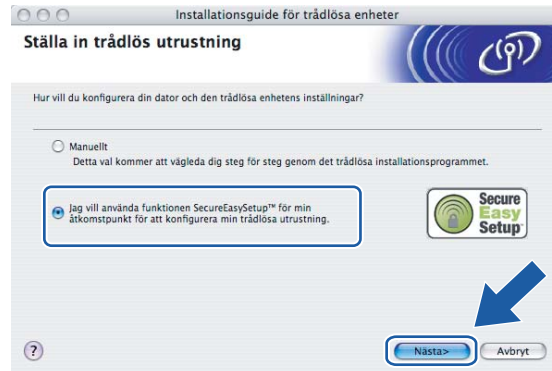 Installationsguide för trådlösa enheter
Ställa in trådlös utrustning
Hur vill du konfigurera din dator och den trådlösa enhetens inställningar?
Manuellt
Detta val kommer att vägleda dig steg för steg genom det trådlösa installationsprogrammet.
Jag vill använda funktionen SecureEasySetup™ för min
åtkomstpunkt för att konfigurera min trådlösa utrustning.
Secure
Easy
Setup™
?
Nästa>
Avbryt